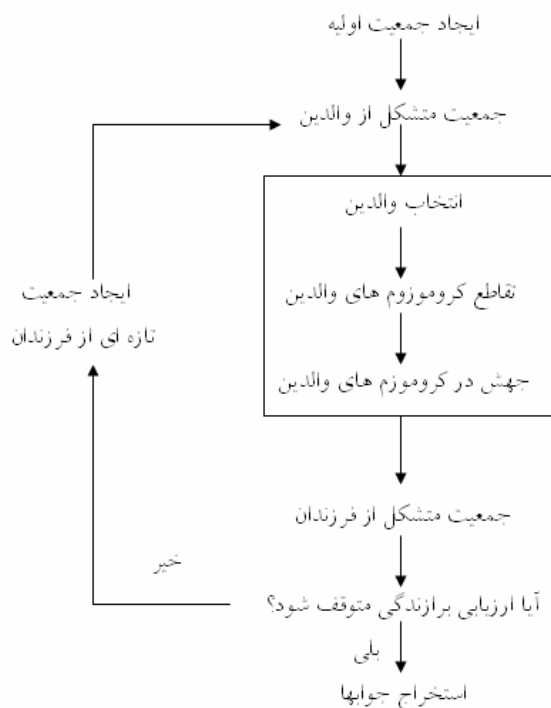 ایجاد جمعیت اولیه
جمعیت متشکل از والدین
انتخاب والدین
تقاطع کروموزوم های والدین
جهش در کروموزم های والدین
جمعیت متشکل از فرزندان
آیا ارزیابی برازندگی متوقف شود؟
خیر
ایجاد جمعیت
تازه ای از فرزندان
بلی
استخراج جوابها